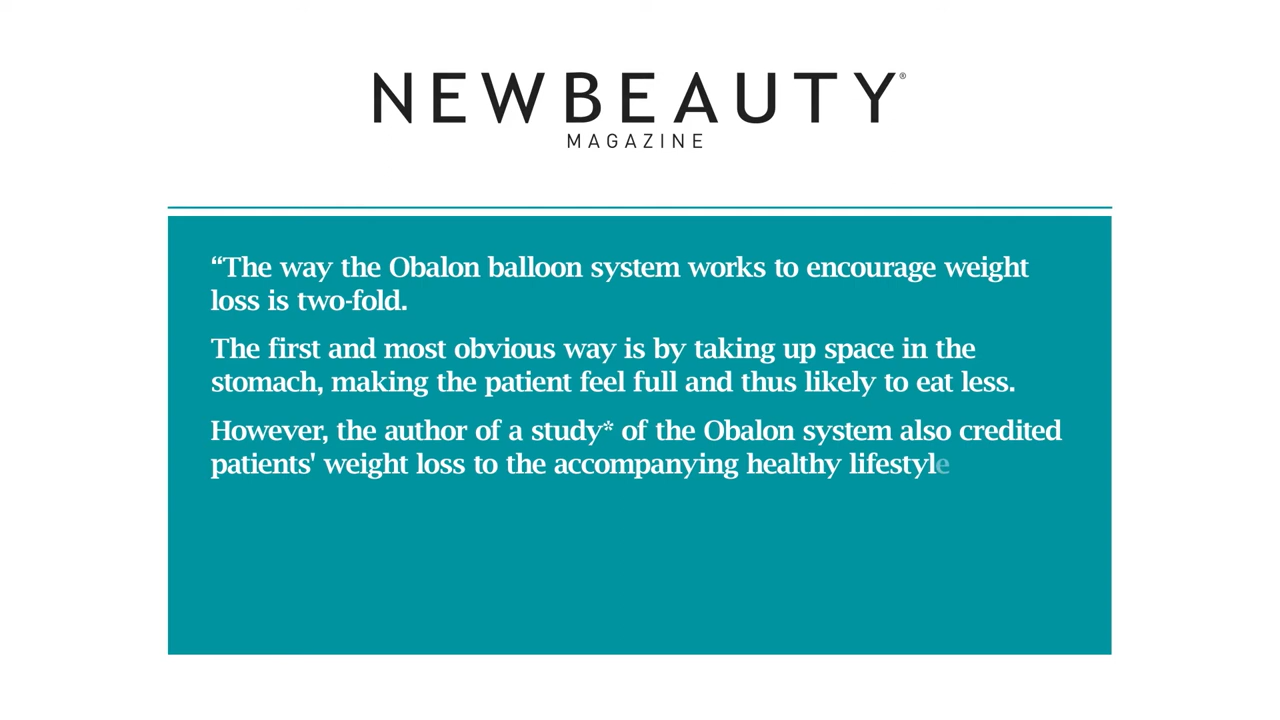 NEWBEAUTY®
MAGAZINE
“The way the Obalon balloon system works to encourage weight
loss is two-fold.
The first and most obvious way is by taking up space in the
stomach, making the patient feel full and thus likely to eat less.
However, the author of a study* of the Obalon system also credited
patients' weight loss to the accompanying healthy lifestyle